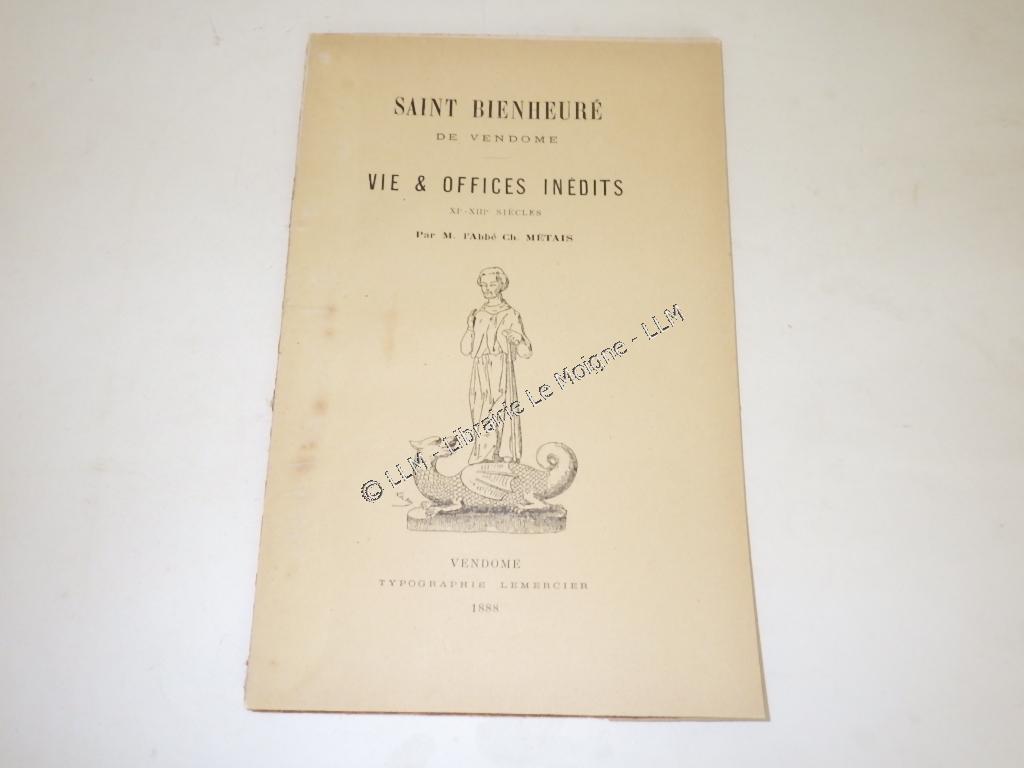 SAINT BIENHEURÉ
DE VENDOME
VIE & OFFICES INÉDITS
XIᵉ-XIIIᵉ SIÈCLES
Par M. l'Abbé Ch. MÉTAIS
© LLM - Librairie Le Moigne - LLM
VENDOME
TYPOGRAPHIE LEMERCIER
1888